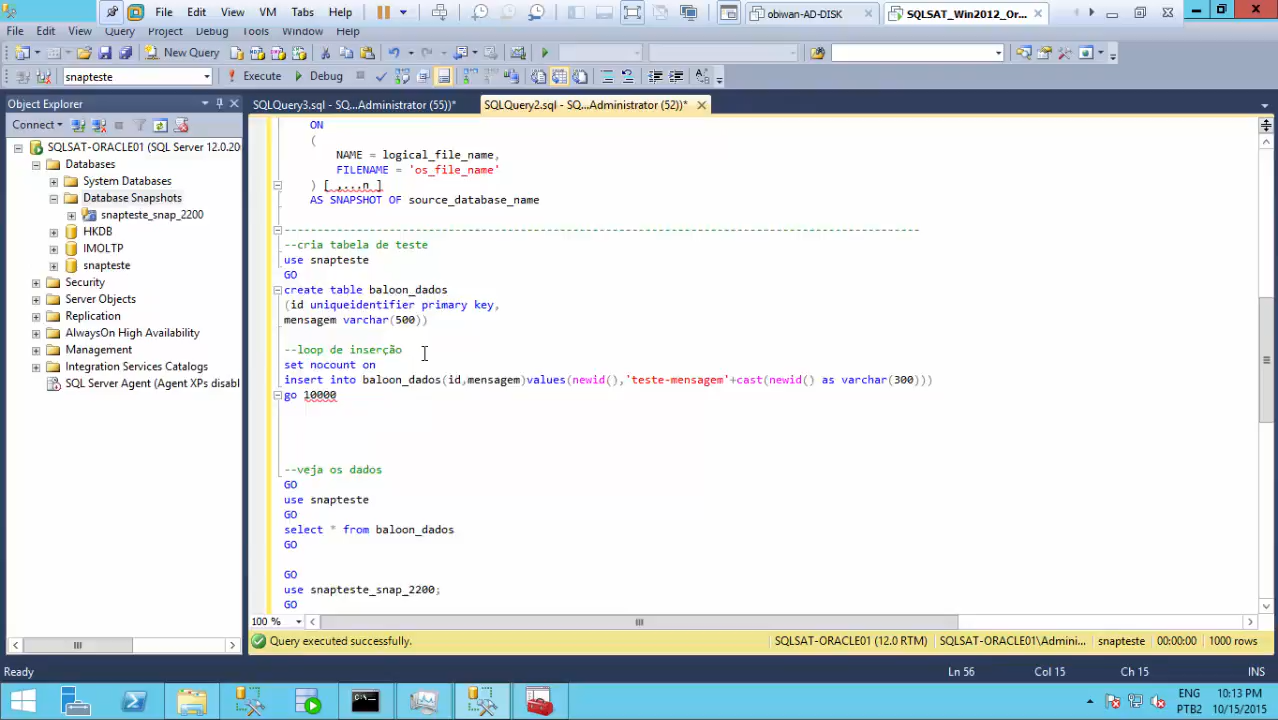 File Edit View VM Tabs Help
obiwan-AD-DISK
SQLSAT_Win2012_Or...
File Edit View Query Project Debug Tools Window Help
New Query
snapteste
Execute Debug
Object Explorer
SQLQuery3.sql - SQ...Administrator (55))*
SQLQuery2.sql - SQ...Administrator (52))*
Connect
SQLSAT-ORACLE01 (SQL Server 12.0.20
Databases
System Databases
Database Snapshots
snapteste_snap_2200
HKDB
IMOLTP
snapteste
Security
Server Objects
Replication
AlwaysOn High Availability
Management
Integration Services Catalogs
SQL Server Agent (Agent XPs disabl
ON
(
NAME = logical_file_name,
FILENAME = 'os_file_name'
) [ ,...n ]
AS SNAPSHOT OF source_database_name
--cria tabela de teste
use snapteste
GO
create table baloon_dados
(id uniqueidentifier primary key,
mensagem varchar(500))
--loop de inserção
set nocount on
insert into baloon_dados(id,mensagem)values(newid(),'teste-mensagem'+cast(newid() as varchar(300)))
go 10000
--veja os dados
GO
use snapteste
GO
select * from baloon_dados
GO
GO
use snapteste_snap_2200;
GO
100 %
Query executed successfully.
SQLSAT-ORACLE01 (12.0 RTM)
SQLSAT-ORACLE01\Admini...
snapteste
00:00:00
1000 rows
Ready
Ln 56
Col 15
Ch 15
INS
ENG
PTB2
10:13 PM
10/15/2015